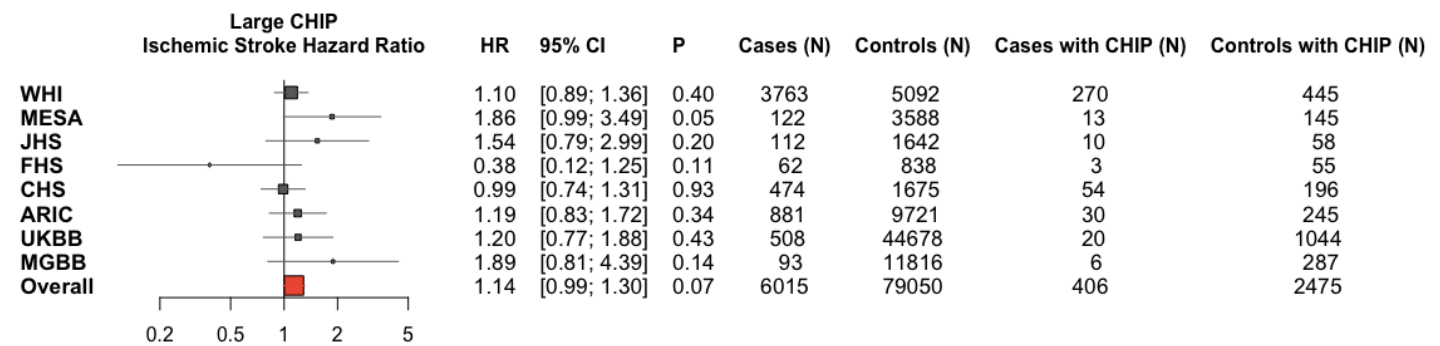 Large CHIP
Ischemic Stroke Hazard Ratio HR 95% CI P Cases (N) Controls (N) Cases with CHIP (N) Controls with CHIP (N)
WHI 1.10 [0.89; 1.36] 0.40 3763 5092 270 445
MESA 1.86 [0.99; 3.49] 0.05 122 3588 13 145
JHS 1.54 [0.79; 2.99] 0.20 112 1642 10 58
FHS 0.38 [0.12; 1.25] 0.11 62 838 3 55
CHS 0.99 [0.74; 1.31] 0.93 474 1675 54 196
ARIC 1.19 [0.83; 1.72] 0.34 881 9721 30 245
UKBB 1.20 [0.77; 1.88] 0.43 508 44678 20 1044
MGBB 1.89 [0.81; 4.39] 0.14 93 11816 6 287
Overall 1.14 [0.99; 1.30] 0.07 6015 79050 406 2475
0.2 0.5 1 2 5